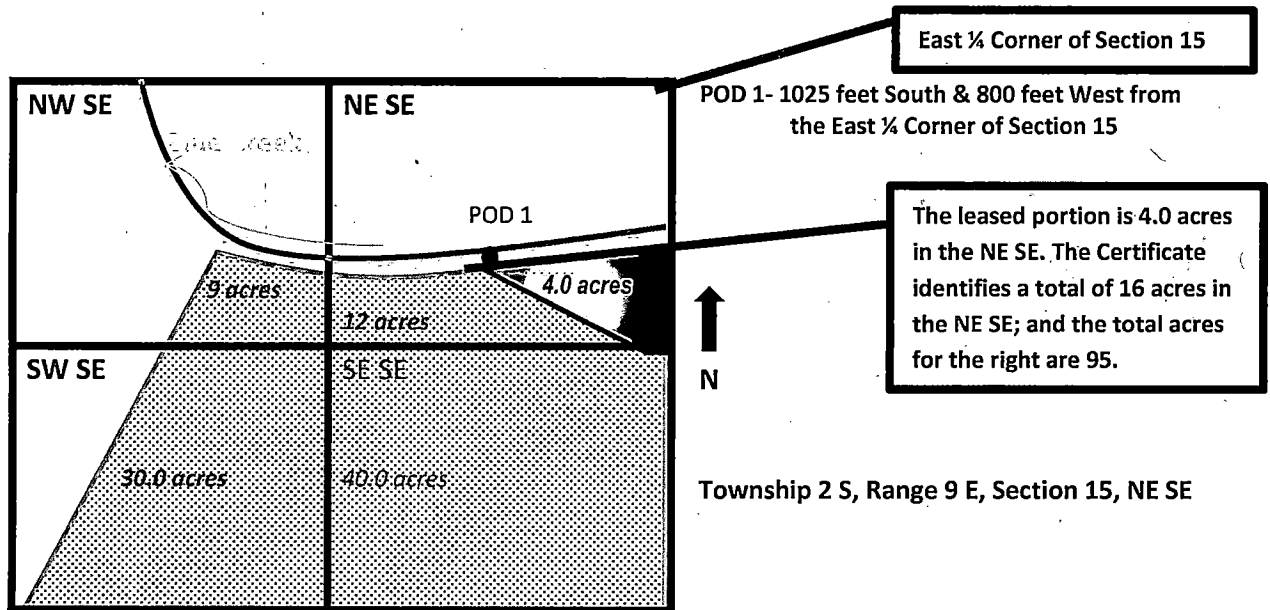 East ¼ Corner of Section 15
NW SE
NE SE
POD 1- 1025 feet South & 800 feet West from
the East ¼ Corner of Section 15
POD 1
The leased portion is 4.0 acres
in the NE SE. The Certificate
identifies a total of 16 acres in
the NE SE; and the total acres
for the right are 95.
9 acres
4.0 acres
12 acres
SW SE
SE SE
N
30.0 acres
40.0 acres
Township 2 S, Range 9 E, Section 15, NE SE